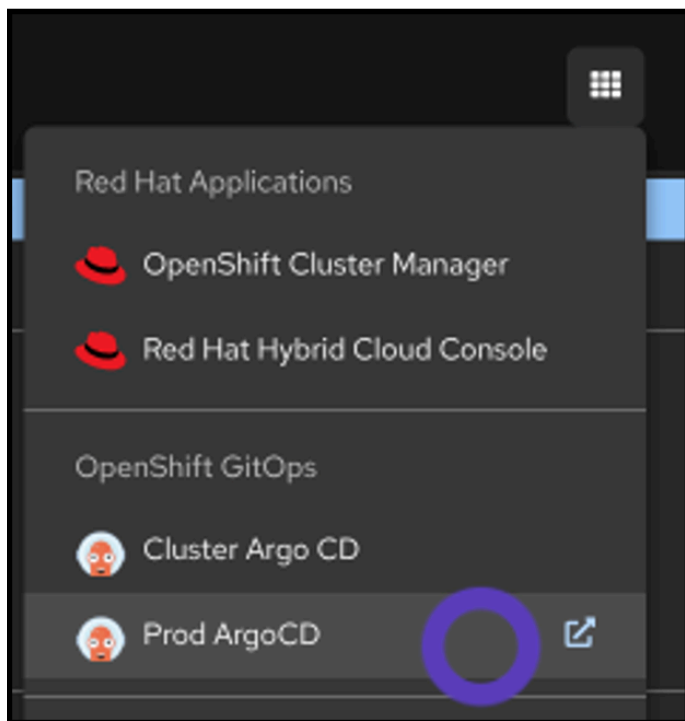 Red Hat Applications
OpenShift Cluster Manager
Red Hat Hybrid Cloud Console
OpenShift GitOps
Cluster Argo CD
Prod ArgoCD